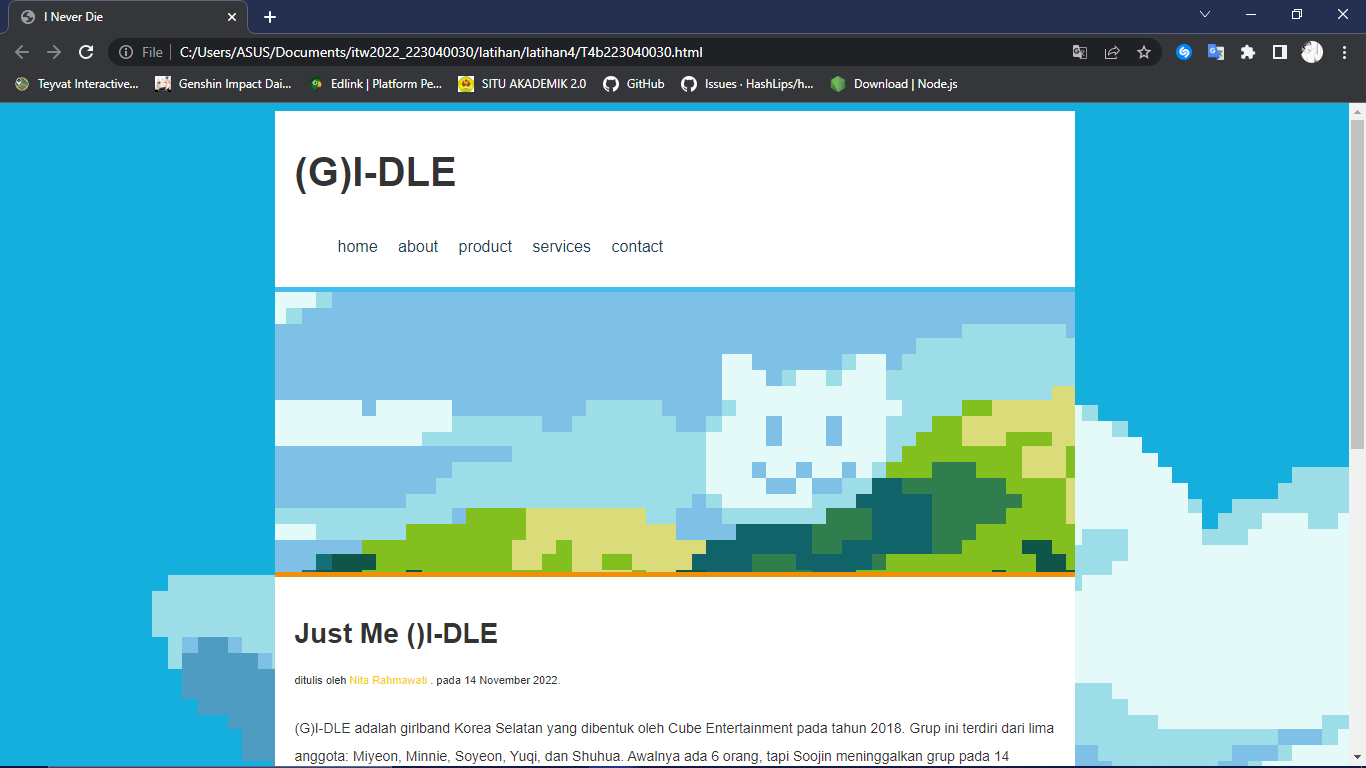 I Never Die
File C:/Users/ASUS/Documents/itw2022_223040030/latihan/latihan4/T4b223040030.html
Teyvat Interactive... Genshin Impact Dai... Edlink | Platform Pe... SITU AKADEMIK 2.0 GitHub Issues · HashLips/h... Download | Node.js
(G)I-DLE
home about product services contact
Just Me ()I-DLE
ditulis oleh Nita Rahmawati . pada 14 November 2022.
(G)I-DLE adalah girlband Korea Selatan yang dibentuk oleh Cube Entertainment pada tahun 2018. Grup ini terdiri dari lima
anggota: Miyeon, Minnie, Soyeon, Yuqi, dan Shuhua. Awalnya ada 6 orang, tapi Soojin meninggalkan grup pada 14